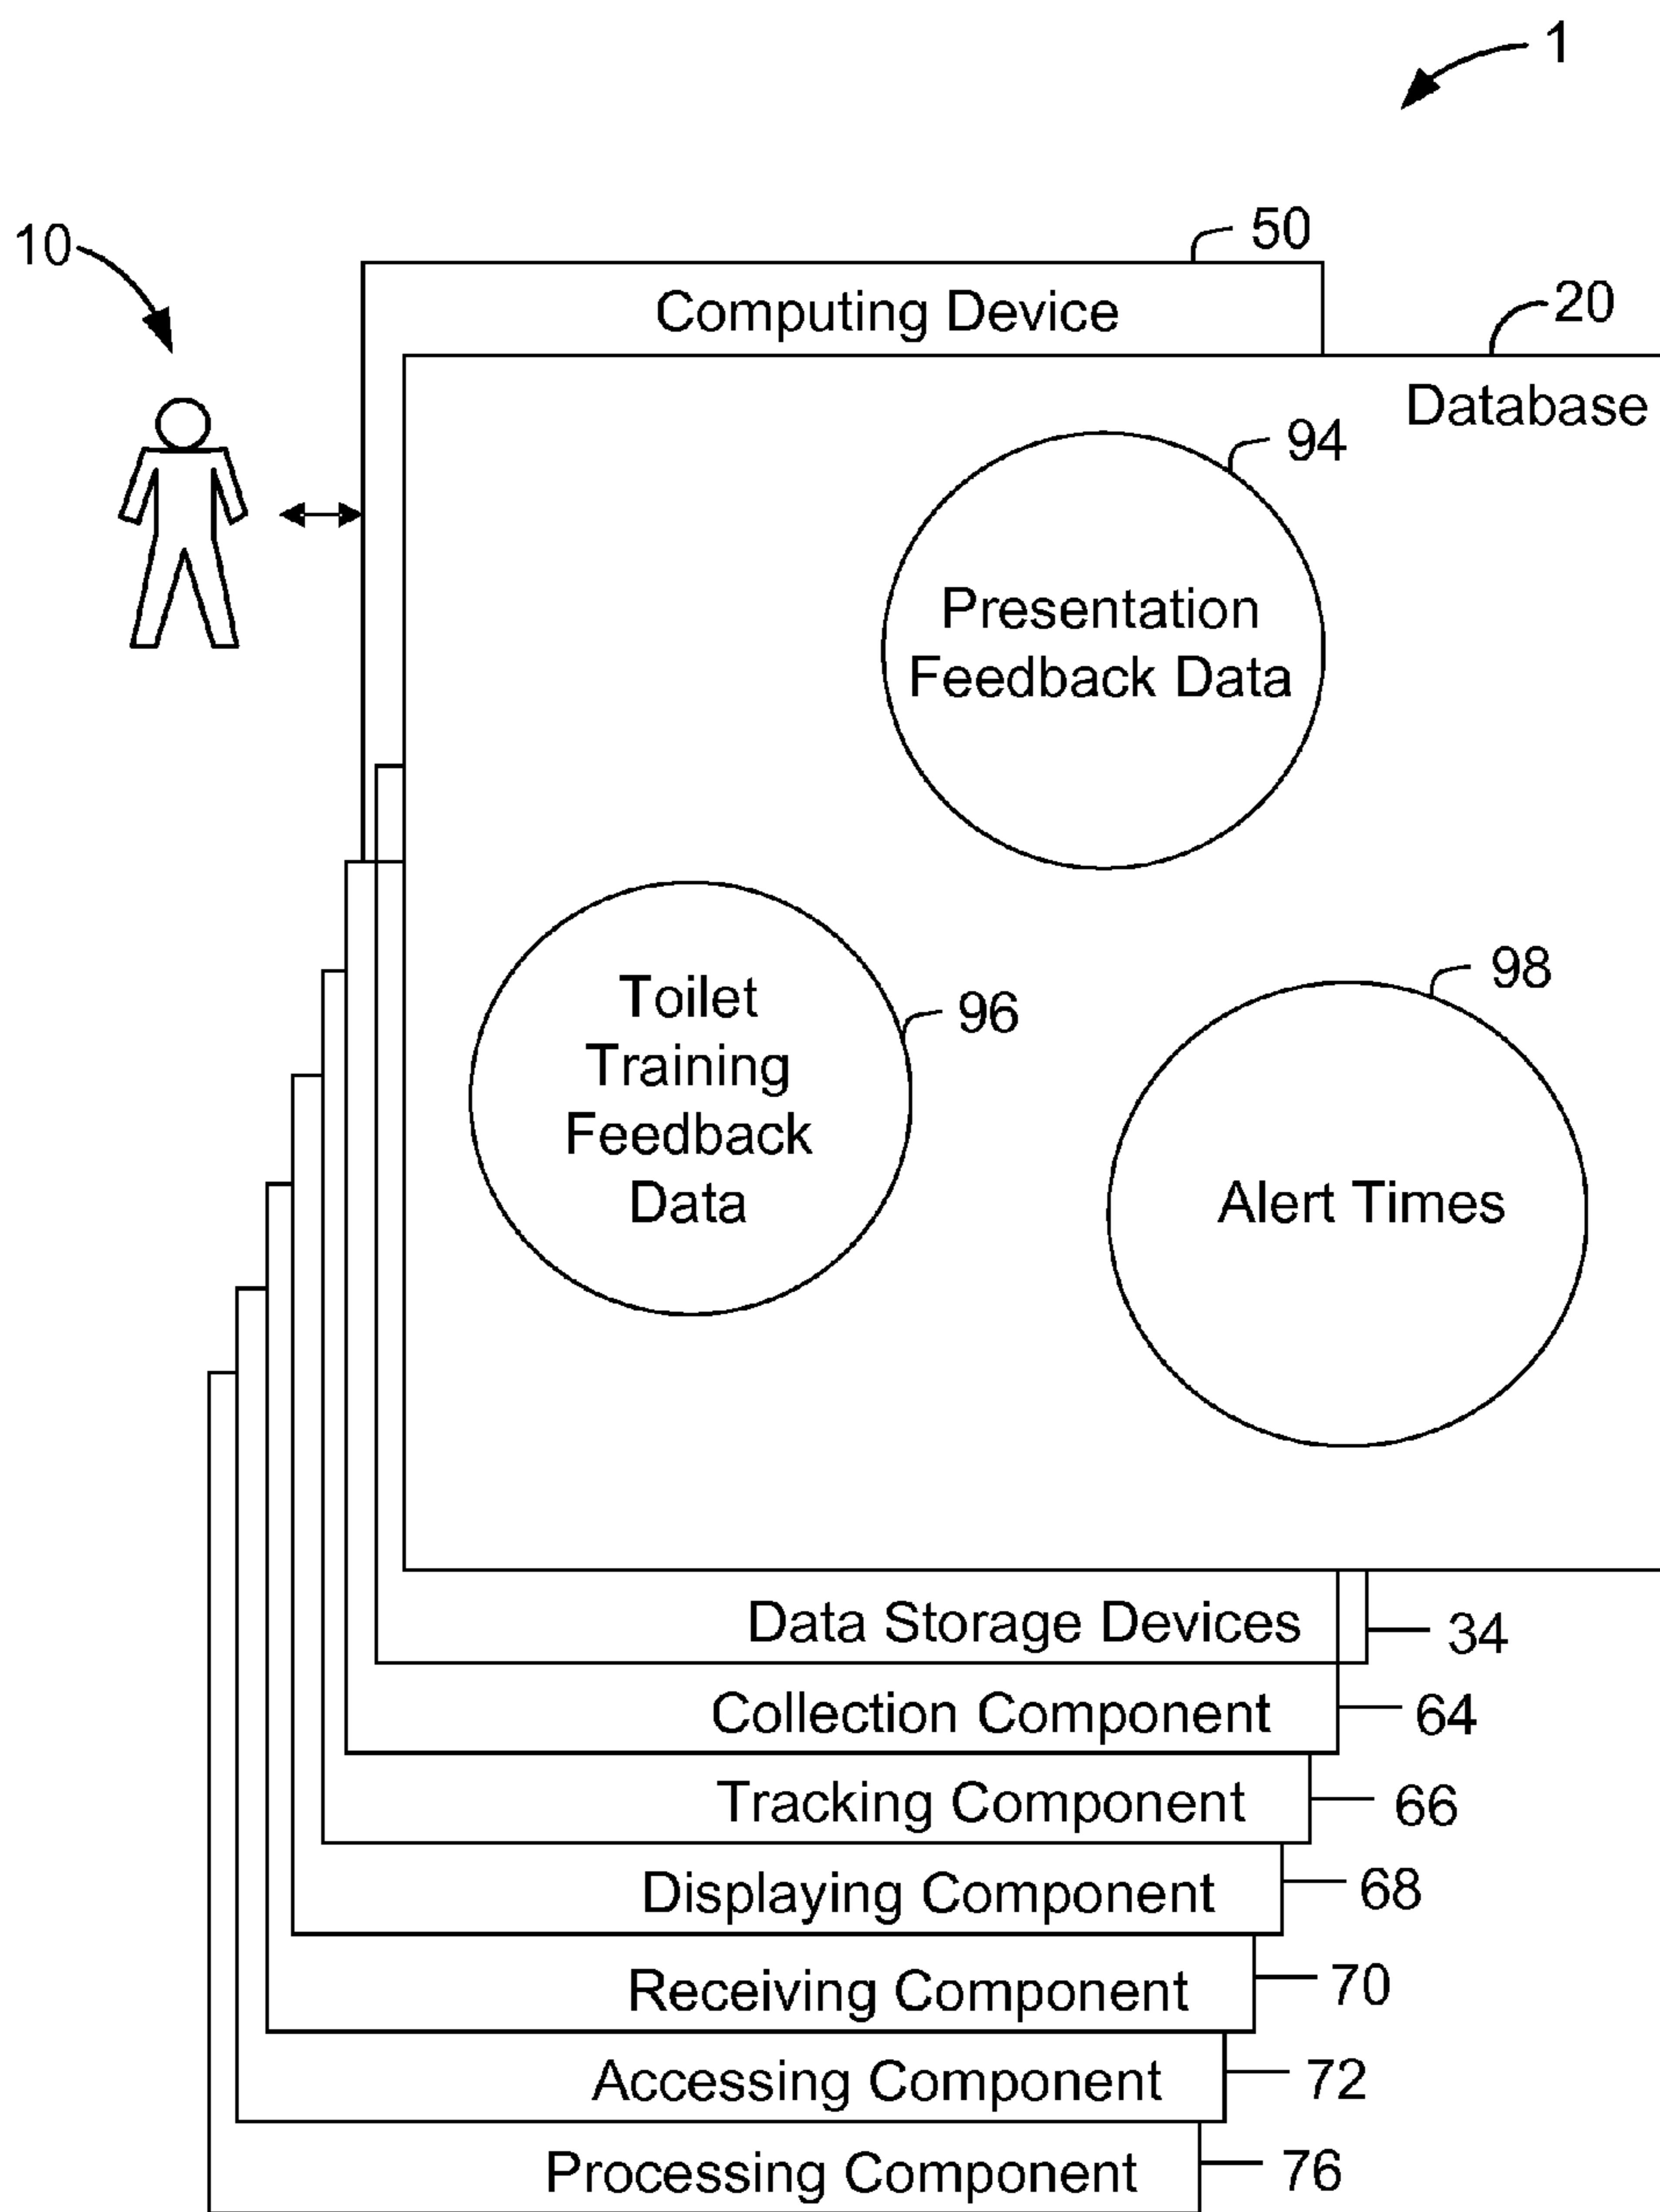 1
10
50
Computing Device
20
Database
94
Presentation
Feedback Data
96
Toilet
Training
Feedback
Data
98
Alert Times
Data Storage Devices
34
Collection Component
64
Tracking Component
66
Displaying Component
68
Receiving Component
70
Accessing Component
72
Processing Component
76